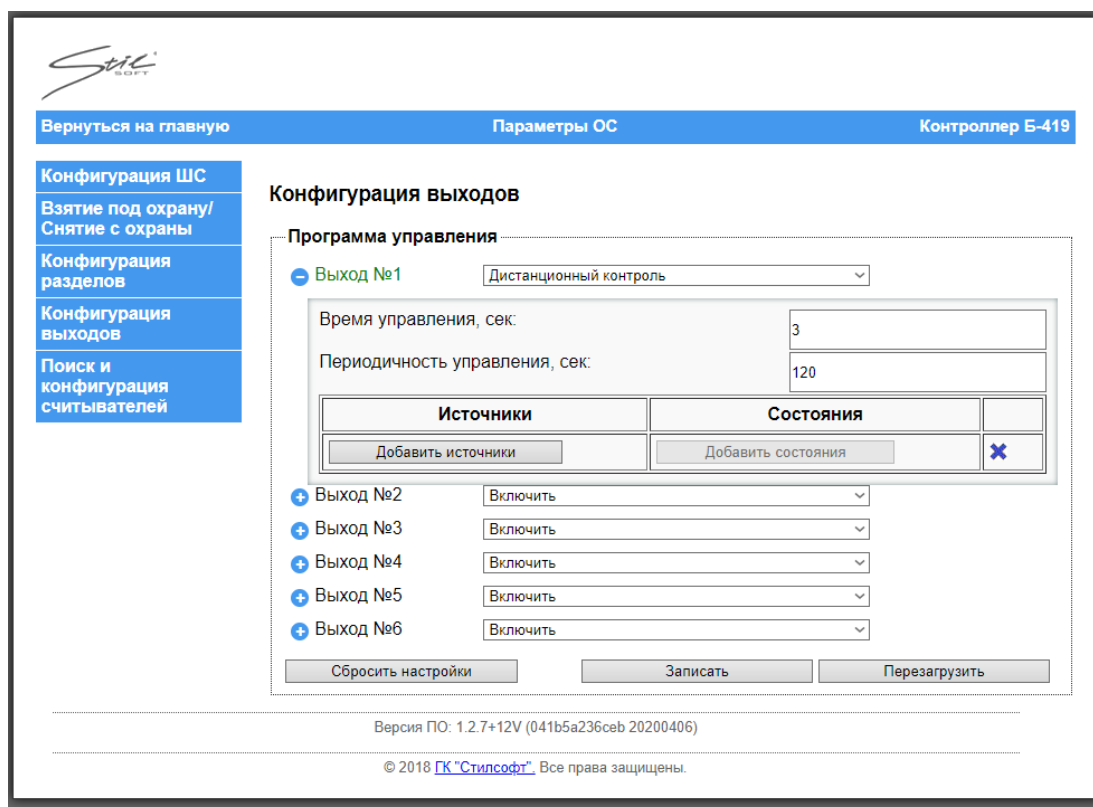 Stil
SOFT
Вернуться на главную Параметры ОС Контроллер Б-419
Конфигурация ШС
Взятие под охрану/
Снятие с охраны
Конфигурация
разделов
Конфигурация
выходов
Поиск и
конфигурация
считывателей
Конфигурация выходов
Программа управления
Выход №1 Дистанционный контроль
Время управления, сек: 3
Периодичность управления, сек: 120
Источники Состояния
Добавить источники Добавить состояния
Выход №2 Включить
Выход №3 Включить
Выход №4 Включить
Выход №5 Включить
Выход №6 Включить
Сбросить настройки Записать Перезагрузить
Версия ПО: 1.2.7+12V (041b5a236ceb 20200406)
© 2018 ГК "Стилсофт". Все права защищены.